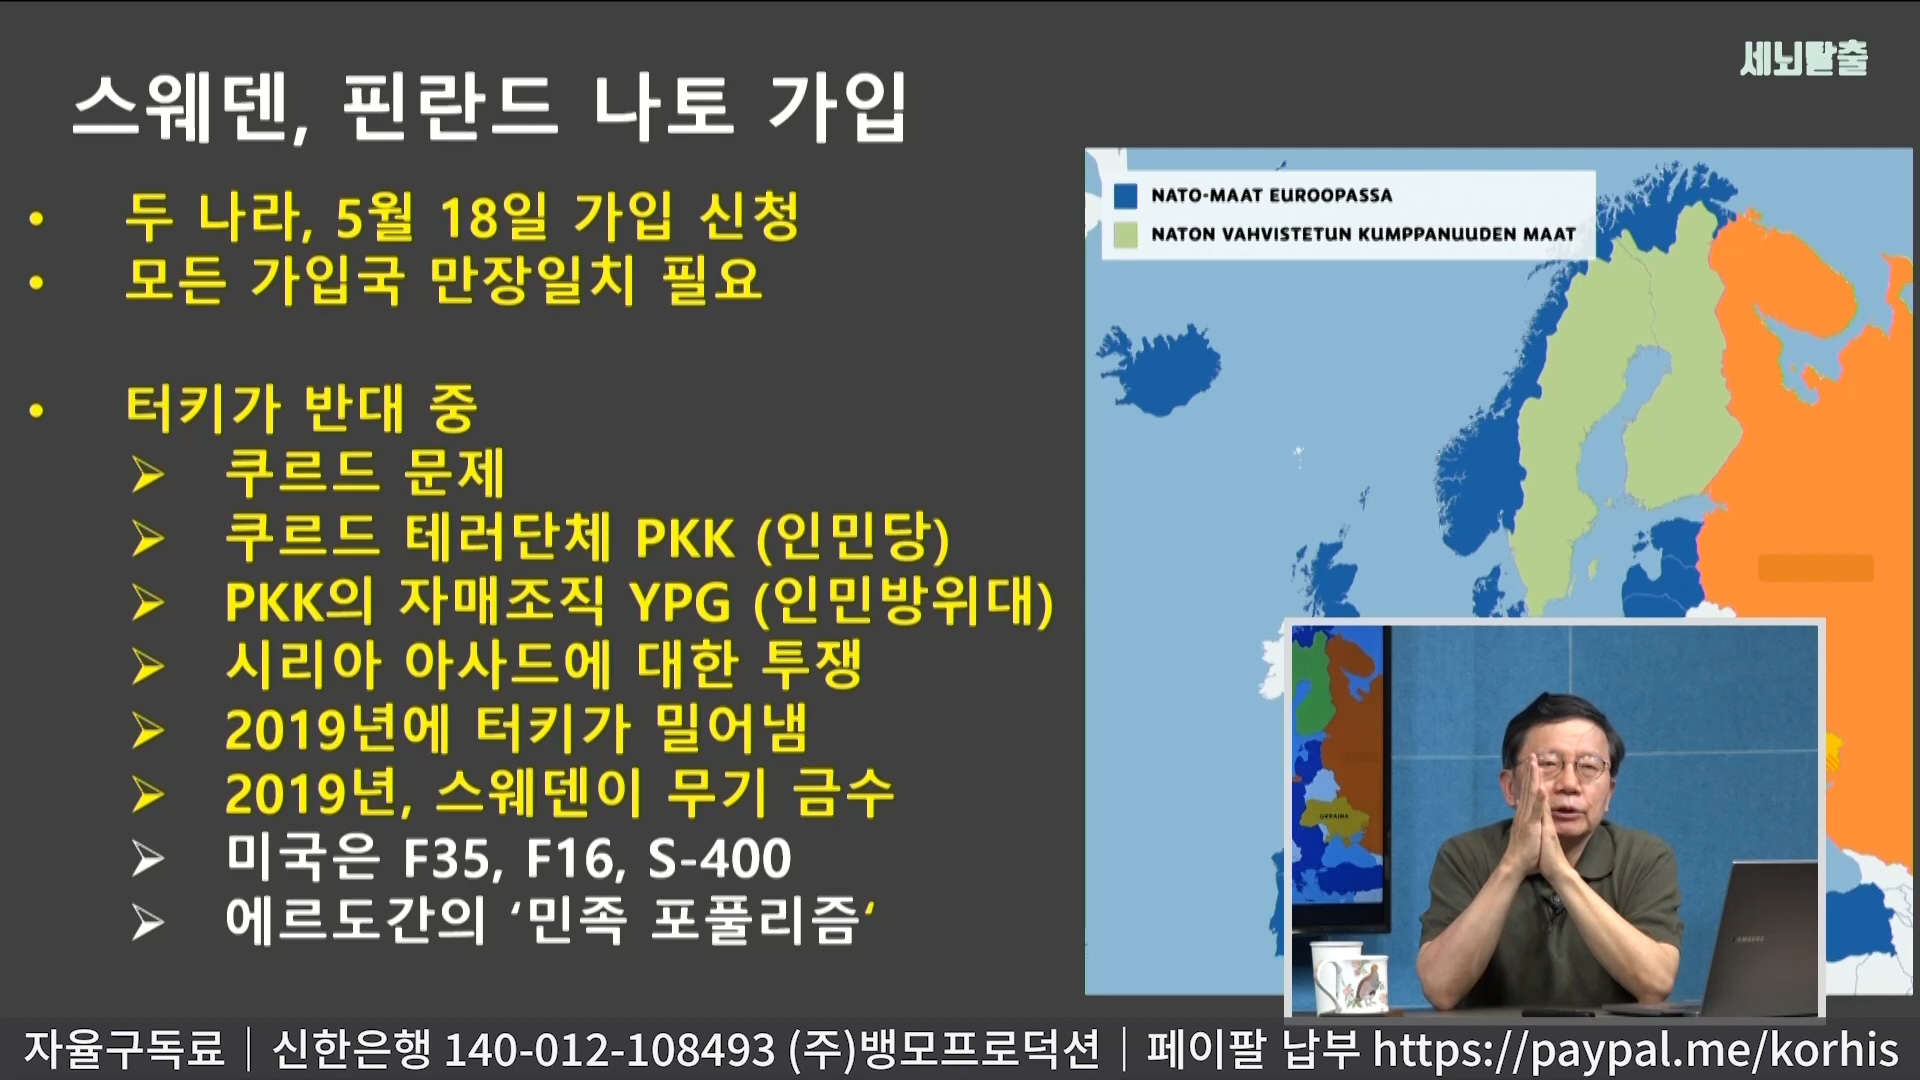 세뇌탈출
스웨덴, 핀란드 나토 가입
• 두 나라, 5월 18일 가입 신청
• 모든 가입국 만장일치 필요
• 터키가 반대 중
➢ 쿠르드 문제
➢ 쿠르드 테러단체 PKK (인민당)
➢ PKK의 자매조직 YPG (인민방위대)
➢ 시리아 아사드에 대한 투쟁
➢ 2019년에 터키가 밀어냄
➢ 2019년, 스웨덴이 무기 금수
➢ 미국은 F35, F16, S-400
➢ 에르도간의 ‘민족 포풀리즘‘
NATO-MAAT EUROOPASSA
NATON VAHVISTETUN KUMPPANUUDEN MAAT
UKRAINA
SAMSUNG
자율구독료│신한은행 140-012-108493 (주)뱅모프로덕션│페이팔 납부 https://paypal.me/korhis